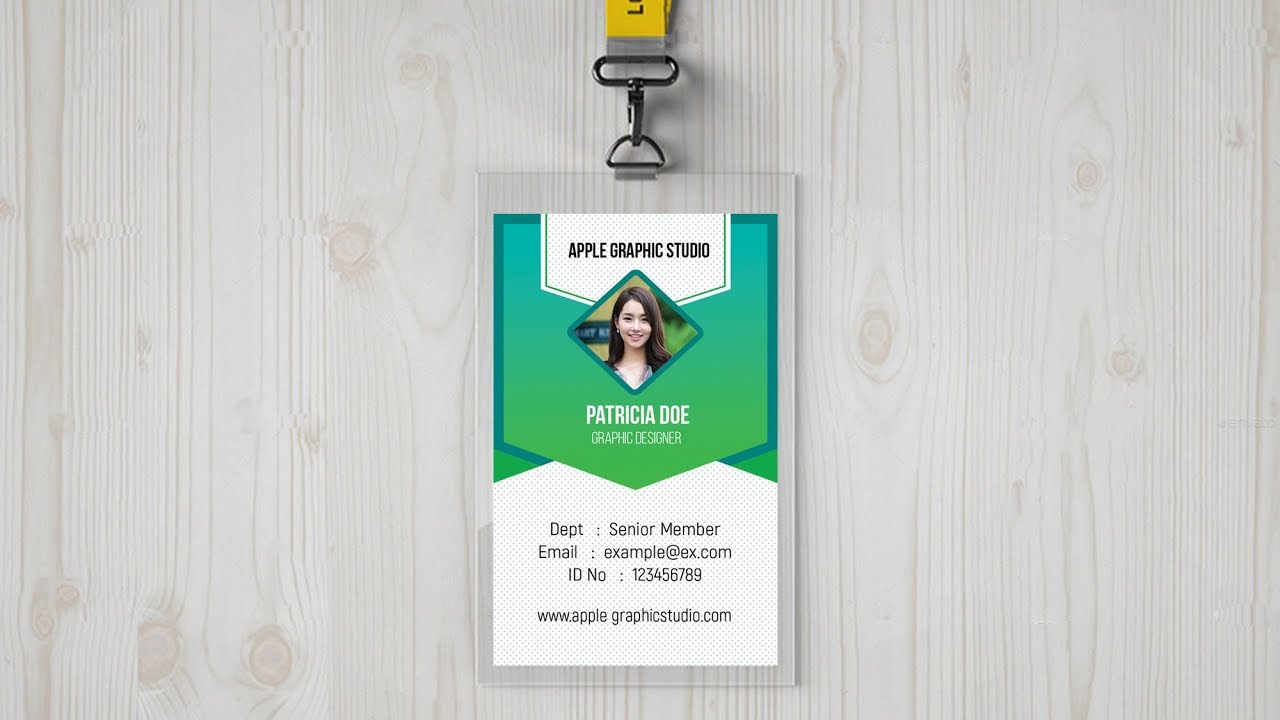 APPLE GRAPHIC STUDIO
PATRICIA DOE
GRAPHIC DESIGNER
Dept : Senior Member
Email : example@ex.com
ID No : 123456789
www.apple graphicstudio.com